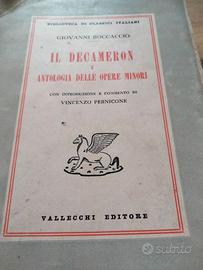 BIBLIOTECA DI CLASSICI ITALIANI
GIOVANNI BOCCACCIO
IL DECAMERON
E
ANTOLOGIA DELLE OPERE MINORI
CON INTRODUZIONE E COMMENTO DI
VINCENZO PERNICONE
VALLECCHI EDITORE
subito